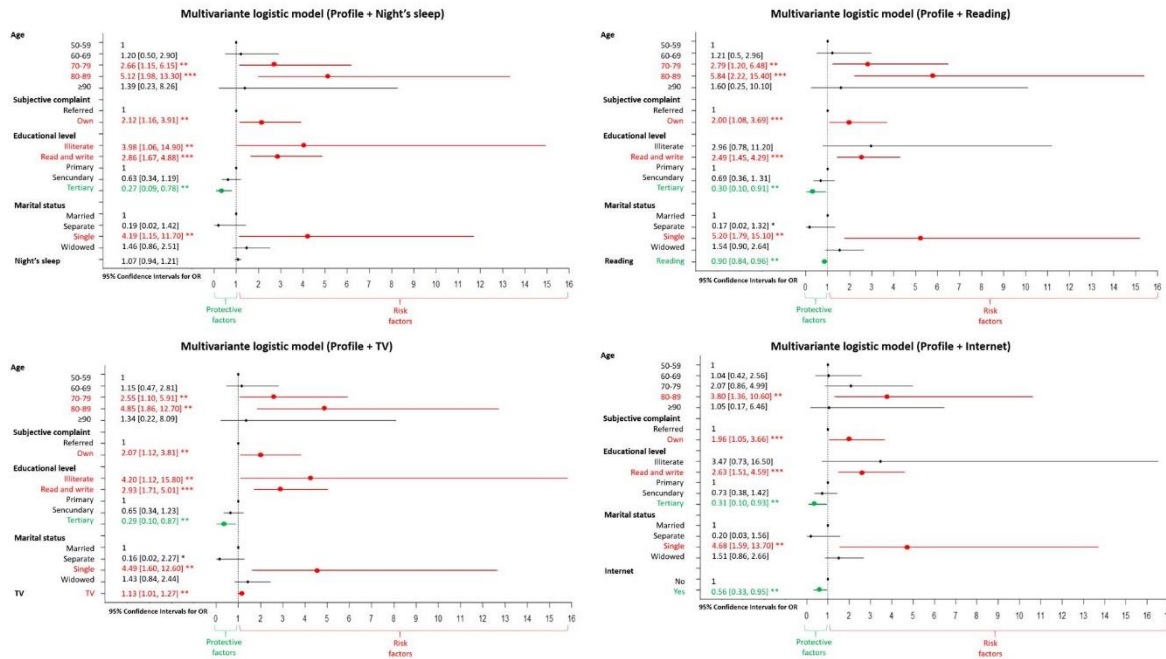 Multivariante logistic model (Profile + Night's sleep)
Age
50-59 1
60-69 1.20 [0.50, 2.90]
70-79 2.66 [1.15, 6.15] **
80-89 5.12 [1.98, 13.30] ***
≥90 1.39 [0.23, 8.26]
Subjective complaint
Referred 1
Own 2.12 [1.16, 3.91] **
Educational level
Illiterate 3.98 [1.06, 14.90] **
Read and write 2.86 [1.67, 4.88] ***
Primary 1
Sencundary 0.63 [0.34, 1.19]
Tertiary 0.27 [0.09, 0.78] **
Marital status
Married 1
Separate 0.19 [0.02, 1.42]
Single 4.19 [1.15, 11.70] **
Widowed 1.46 [0.86, 2.51]
Night's sleep 1.07 [0.94, 1.21]
95% Confidence Intervals for OR
0 1 2 3 4 5 6 7 8 9 10 11 12 13 14 15 16
Protective factors
Risk factors
Multivariante logistic model (Profile + Reading)
Age
50-59 1
60-69 1.21 [0.5, 2.96]
70-79 2.79 [1.20, 6.48] **
80-89 5.84 [2.22, 15.40] ***
≥90 1.60 [0.25, 10.10]
Subjective complaint
Referred 1
Own 2.00 [1.08, 3.69] ***
Educational level
Illiterate 2.96 [0.78, 11.20]
Read and write 2.49 [1.45, 4.29] ***
Primary 1
Sencundary 0.69 [0.36, 1. 31]
Tertiary 0.30 [0.10, 0.91] **
Marital status
Married 1
Separate 0.17 [0.02, 1.32] *
Single 5.20 [1.79, 15.10] **
Widowed 1.54 [0.90, 2.64]
Reading Reading 0.90 [0.84, 0.96] **
95% Confidence Intervals for OR
0 1 2 3 4 5 6 7 8 9 10 11 12 13 14 15 16
Protective factors
Risk factors
Multivariante logistic model (Profile + TV)
Age
50-59 1
60-69 1.15 [0.47, 2.81]
70-79 2.55 [1.10, 5.91] **
80-89 4.85 [1.86, 12.70] **
≥90 1.34 [0.22, 8.09]
Subjective complaint
Referred 1
Own 2.07 [1.12, 3.81] **
Educational level
Illiterate 4.20 [1.12, 15.80] **
Read and write 2.93 [1.71, 5.01] ***
Primary 1
Sencundary 0.65 [0.34, 1.23]
Tertiary 0.29 [0.10, 0.87] **
Marital status
Married 1
Separate 0.16 [0.02, 2.27] *
Single 4.49 [1.60, 12.60] **
Widowed 1.43 [0.84, 2.44]
TV TV 1.13 [1.01, 1.27] **
95% Confidence Intervals for OR
0 1 2 3 4 5 6 7 8 9 10 11 12 13 14 15 16
Protective factors
Risk factors
Multivariante logistic model (Profile + Internet)
Age
50-59 1
60-69 1.04 [0.42, 2.56]
70-79 2.07 [0.86, 4.99]
80-89 3.80 [1.36, 10.60] **
≥90 1.05 [0.17, 6.46]
Subjective complaint
Referred 1
Own 1.96 [1.05, 3.66] ***
Educational level
Illiterate 3.47 [0.73, 16.50]
Read and write 2.63 [1.51, 4.59] ***
Primary 1
Sencundary 0.73 [0.38, 1.42]
Tertiary 0.31 [0.10, 0.93] **
Marital status
Married 1
Separate 0.20 [0.03, 1.56]
Single 4.68 [1.59, 13.70] **
Widowed 1.51 [0.86, 2.66]
Internet
No 1
Yes 0.56 [0.33, 0.95] **
95% Confidence Intervals for OR
0 1 2 3 4 5 6 7 8 9 10 11 12 13 14 15 16
Protective factors
Risk factors